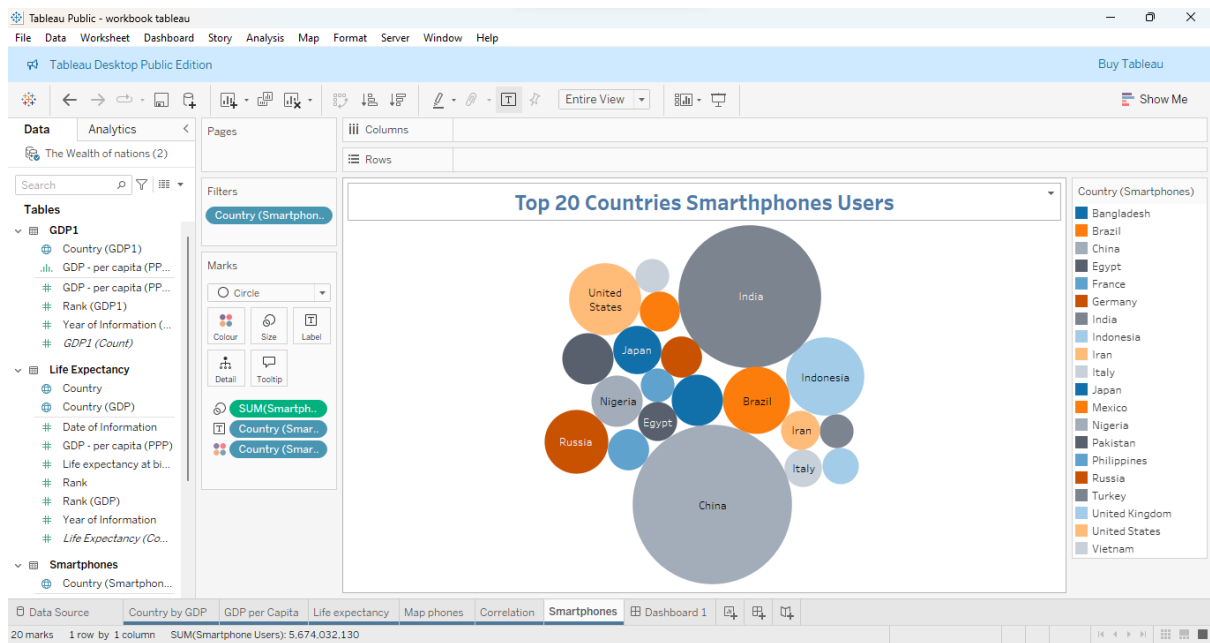 Tableau Public - workbook tableau
File Data Worksheet Dashboard Story Analysis Map Format Server Window Help
Tableau Desktop Public Edition
Buy Tableau
Entire View
Show Me
Data
Analytics
The Wealth of nations (2)
Search
Tables
GDP1
Country (GDP1)
GDP - per capita (PP...
GDP - per capita (PP...
Rank (GDP1)
Year of Information (...
GDP1 (Count)
Life Expectancy
Country
Country (GDP)
Date of Information
GDP - per capita (PPP)
Life expectancy at bi...
Rank
Rank (GDP)
Year of Information
Life Expectancy (Co...
Smartphones
Country (Smartphon...
Pages
Filters
Country (Smartphon..
Marks
Circle
Colour
Size
Label
Detail
Tooltip
SUM(Smartph..
Country (Smar..
Country (Smar..
Columns
Rows
Top 20 Countries Smarthphones Users
United
States
India
Japan
Indonesia
Nigeria
Brazil
Egypt
Russia
Iran
Italy
China
Country (Smartphones)
Bangladesh
Brazil
China
Egypt
France
Germany
India
Indonesia
Iran
Italy
Japan
Mexico
Nigeria
Pakistan
Philippines
Russia
Turkey
United Kingdom
United States
Vietnam
Data Source
Country by GDP
GDP per Capita
Life expectancy
Map phones
Correlation
Smartphones
Dashboard 1
20 marks 1 row by 1 column SUM(Smartphone Users): 5,674,032,130